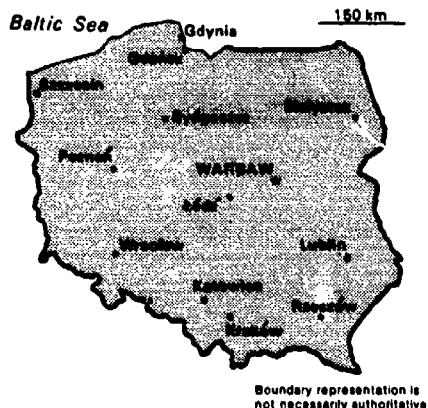 150 km
Baltic Sea
Gdynia
Gdańsk
Szczecin
Białystok
Bydgoszcz
Poznań
WARSAW
Łódź
Wrocław
Lublin
Katowice
Rzeszów
Kraków
Boundary representation is
not necessarily authoritative